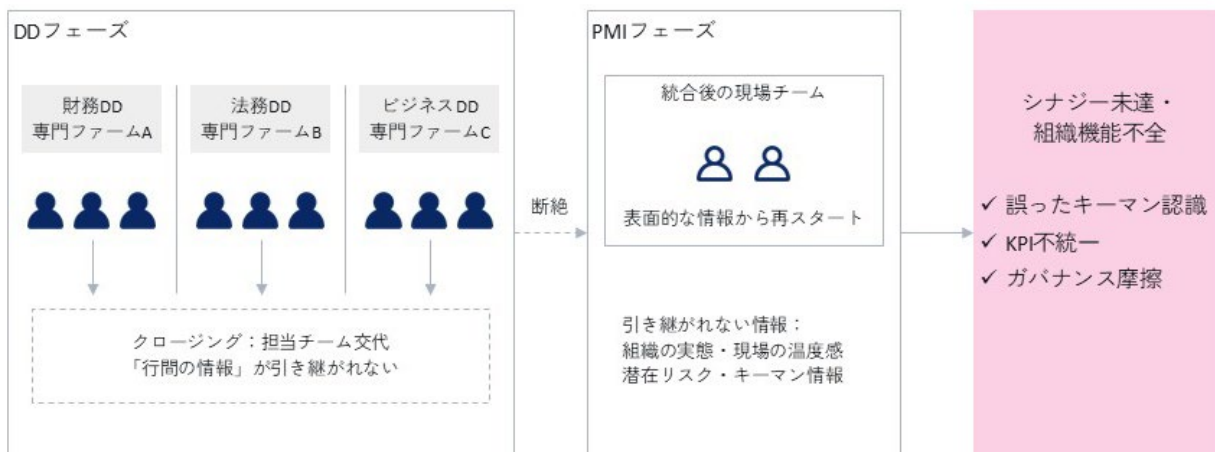 DDフェーズ
財務DD
専門ファームA
法務DD
専門ファームB
ビジネスDD
専門ファームC
クロージング：担当チーム交代
「行間の情報」が引き継がれない
断絶
PMIフェーズ
統合後の現場チーム
表面的な情報から再スタート
引き継がれない情報：
組織の実態・現場の温度感
潜在リスク・キーマン情報
シナジー未達・
組織機能不全
✓ 誤ったキーマン認識
✓ KPI不統一
✓ ガバナンス摩擦